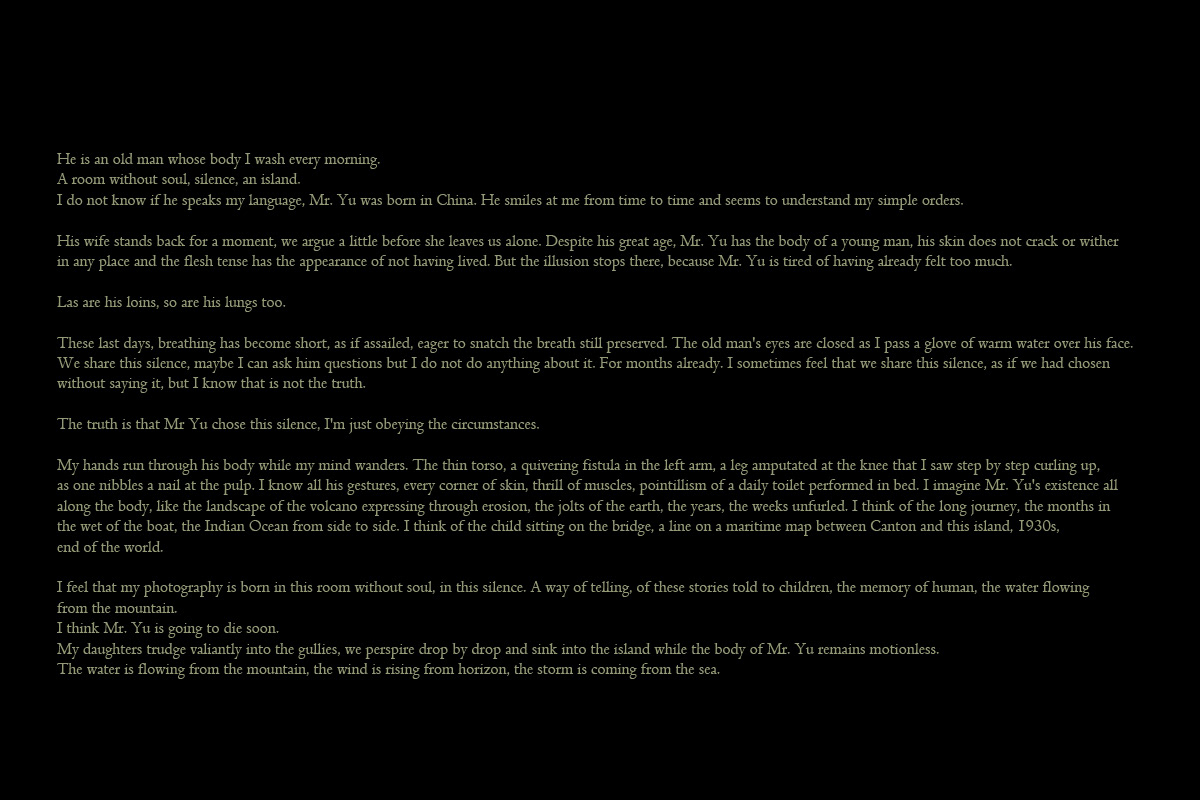 He is an old man whose body I wash every morning.
A room without soul, silence, an island.
I do not know if he speaks my language, Mr. Yu was born in China. He smiles at me from time to time and seems to understand my simple orders.
His wife stands back for a moment, we argue a little before she leaves us alone. Despite his great age, Mr. Yu has the body of a young man, his skin does not crack or wither
in any place and the flesh tense has the appearance of not having lived. But the illusion stops there, because Mr. Yu is tired of having already felt too much.
Las are his loins, so are his lungs too.
These last days, breathing has become short, as if assailed, eager to snatch the breath still preserved. The old man's eyes are closed as I pass a glove of warm water over his face.
We share this silence, maybe I can ask him questions but I do not do anything about it. For months already. I sometimes feel that we share this silence, as if we had chosen
without saying it, but I know that is not the truth.
The truth is that Mr Yu chose this silence, I'm just obeying the circumstances.
My hands run through his body while my mind wanders. The thin torso, a quivering fistula in the left arm, a leg amputated at the knee that I saw step by step curling up,
as one nibbles a nail at the pulp. I know all his gestures, every corner of skin, thrill of muscles, pointillism of a daily toilet performed in bed. I imagine Mr. Yu's existence all
along the body, like the landscape of the volcano expressing through erosion, the jolts of the earth, the years, the weeks unfurled. I think of the long journey, the months in
the wet of the boat, the Indian Ocean from side to side. I think of the child sitting on the bridge, a line on a maritime map between Canton and this island, 1930s,
end of the world.
I feel that my photography is born in this room without soul, in this silence. A way of telling, of these stories told to children, the memory of human, the water flowing
from the mountain.
I think Mr. Yu is going to die soon.
My daughters trudge valiantly into the gullies, we perspire drop by drop and sink into the island while the body of Mr. Yu remains motionless.
The water is flowing from the mountain, the wind is rising from horizon, the storm is coming from the sea.